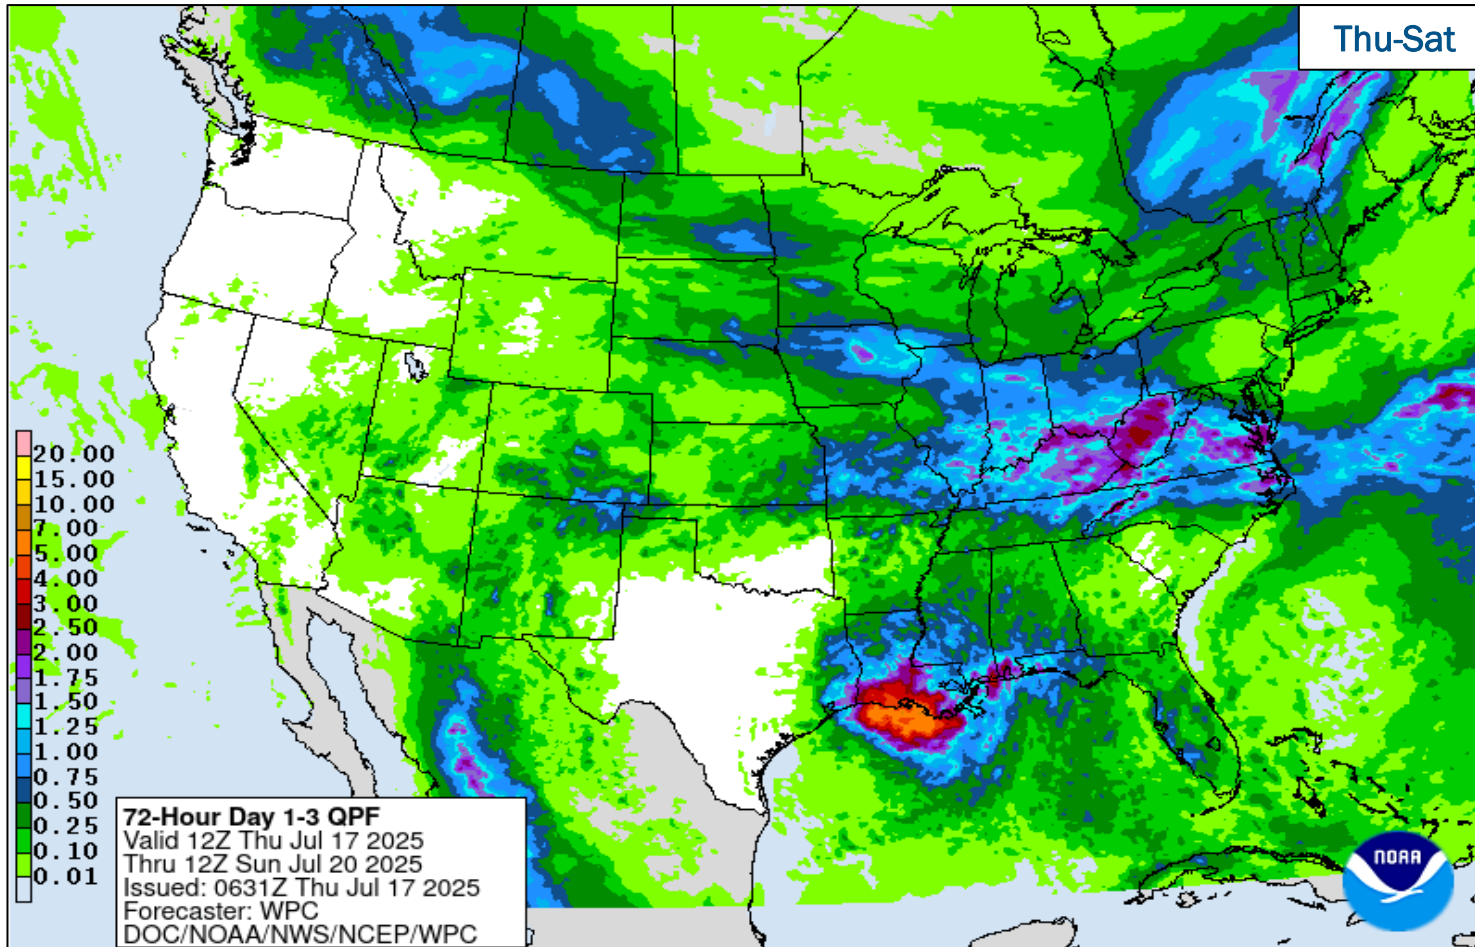 Thu-Sat
20.00
15.00
10.00
7.00
5.00
4.00
3.00
2.50
2.00
1.75
1.50
1.25
1.00
0.75
0.50
0.25
0.10
0.01
72-Hour Day 1-3 QPF
Valid 12Z Thu Jul 17 2025
Thru 12Z Sun Jul 20 2025
Issued: 0631Z Thu Jul 17 2025
Forecaster: WPC
DOC/NOAA/NWS/NCEP/WPC
NOAA